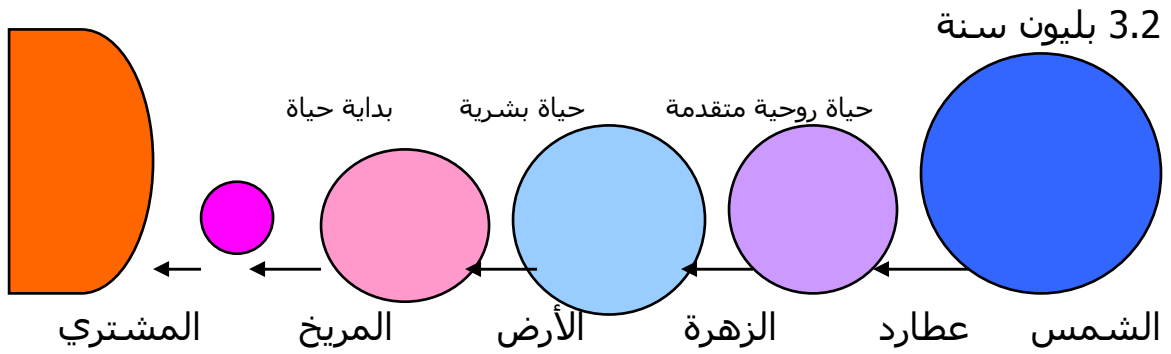 3.2 بليون سنة
حياة روحية متقدمة
حياة بشرية
بداية حياة
الشمس
عطارد
الزهرة
الأرض
المريخ
المشتري